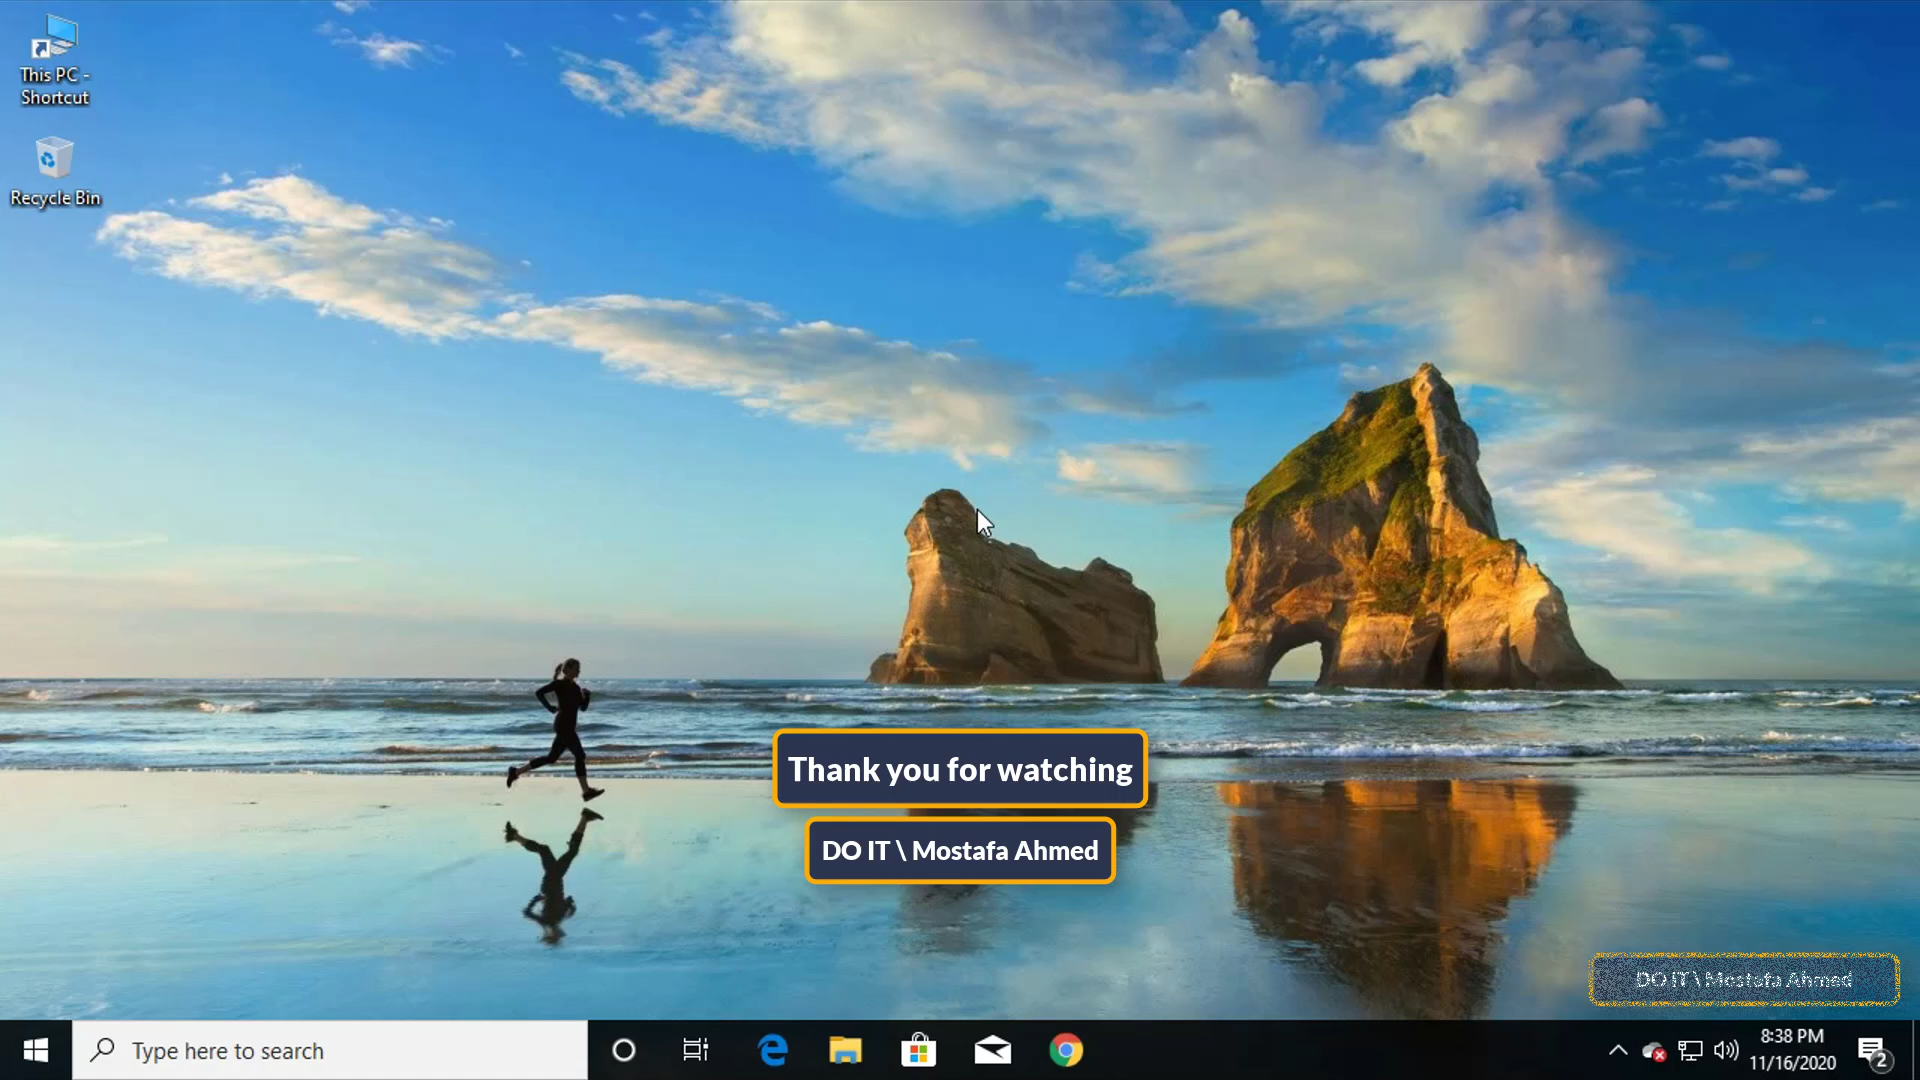 This PC -
Shortcut
Recycle Bin
Thank you for watching
DO IT \ Mostafa Ahmed
DO IT \ Mostafa Ahmed
Type here to search
8:38 PM
11/16/2020
2